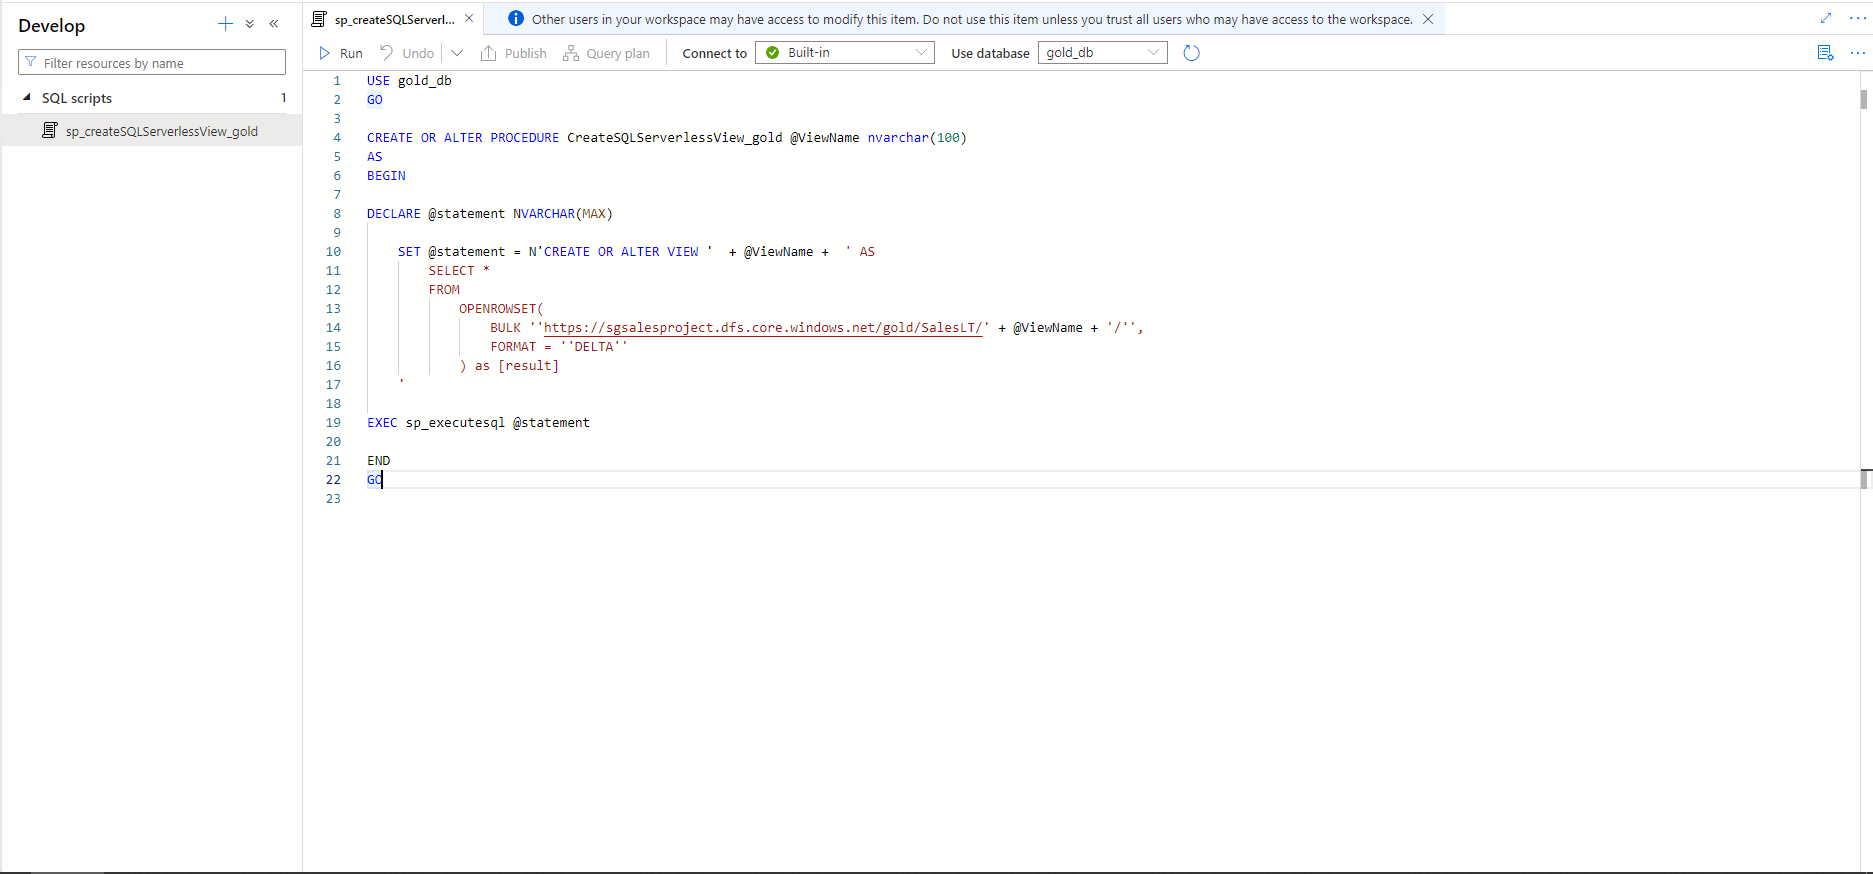 Develop
Filter resources by name
SQL scripts 1
sp_createSQLServerlessView_gold
sp_createSQLServerl...
Other users in your workspace may have access to modify this item. Do not use this item unless you trust all users who may have access to the workspace.
Run Undo Publish Query plan Connect to Built-in Use database gold_db
1 USE gold_db
2 GO
3
4 CREATE OR ALTER PROCEDURE CreateSQLServerlessView_gold @ViewName nvarchar(100)
5 AS
6 BEGIN
7
8 DECLARE @statement NVARCHAR(MAX)
9
10 SET @statement = N'CREATE OR ALTER VIEW ' + @ViewName + ' AS
11 SELECT *
12 FROM
13 OPENROWSET(
14 BULK ''https://sgsalesproject.dfs.core.windows.net/gold/SalesLT/' + @ViewName + '/'',
15 FORMAT = ''DELTA''
16 ) as [result]
17 '
18
19 EXEC sp_executesql @statement
20
21 END
22 GO
23